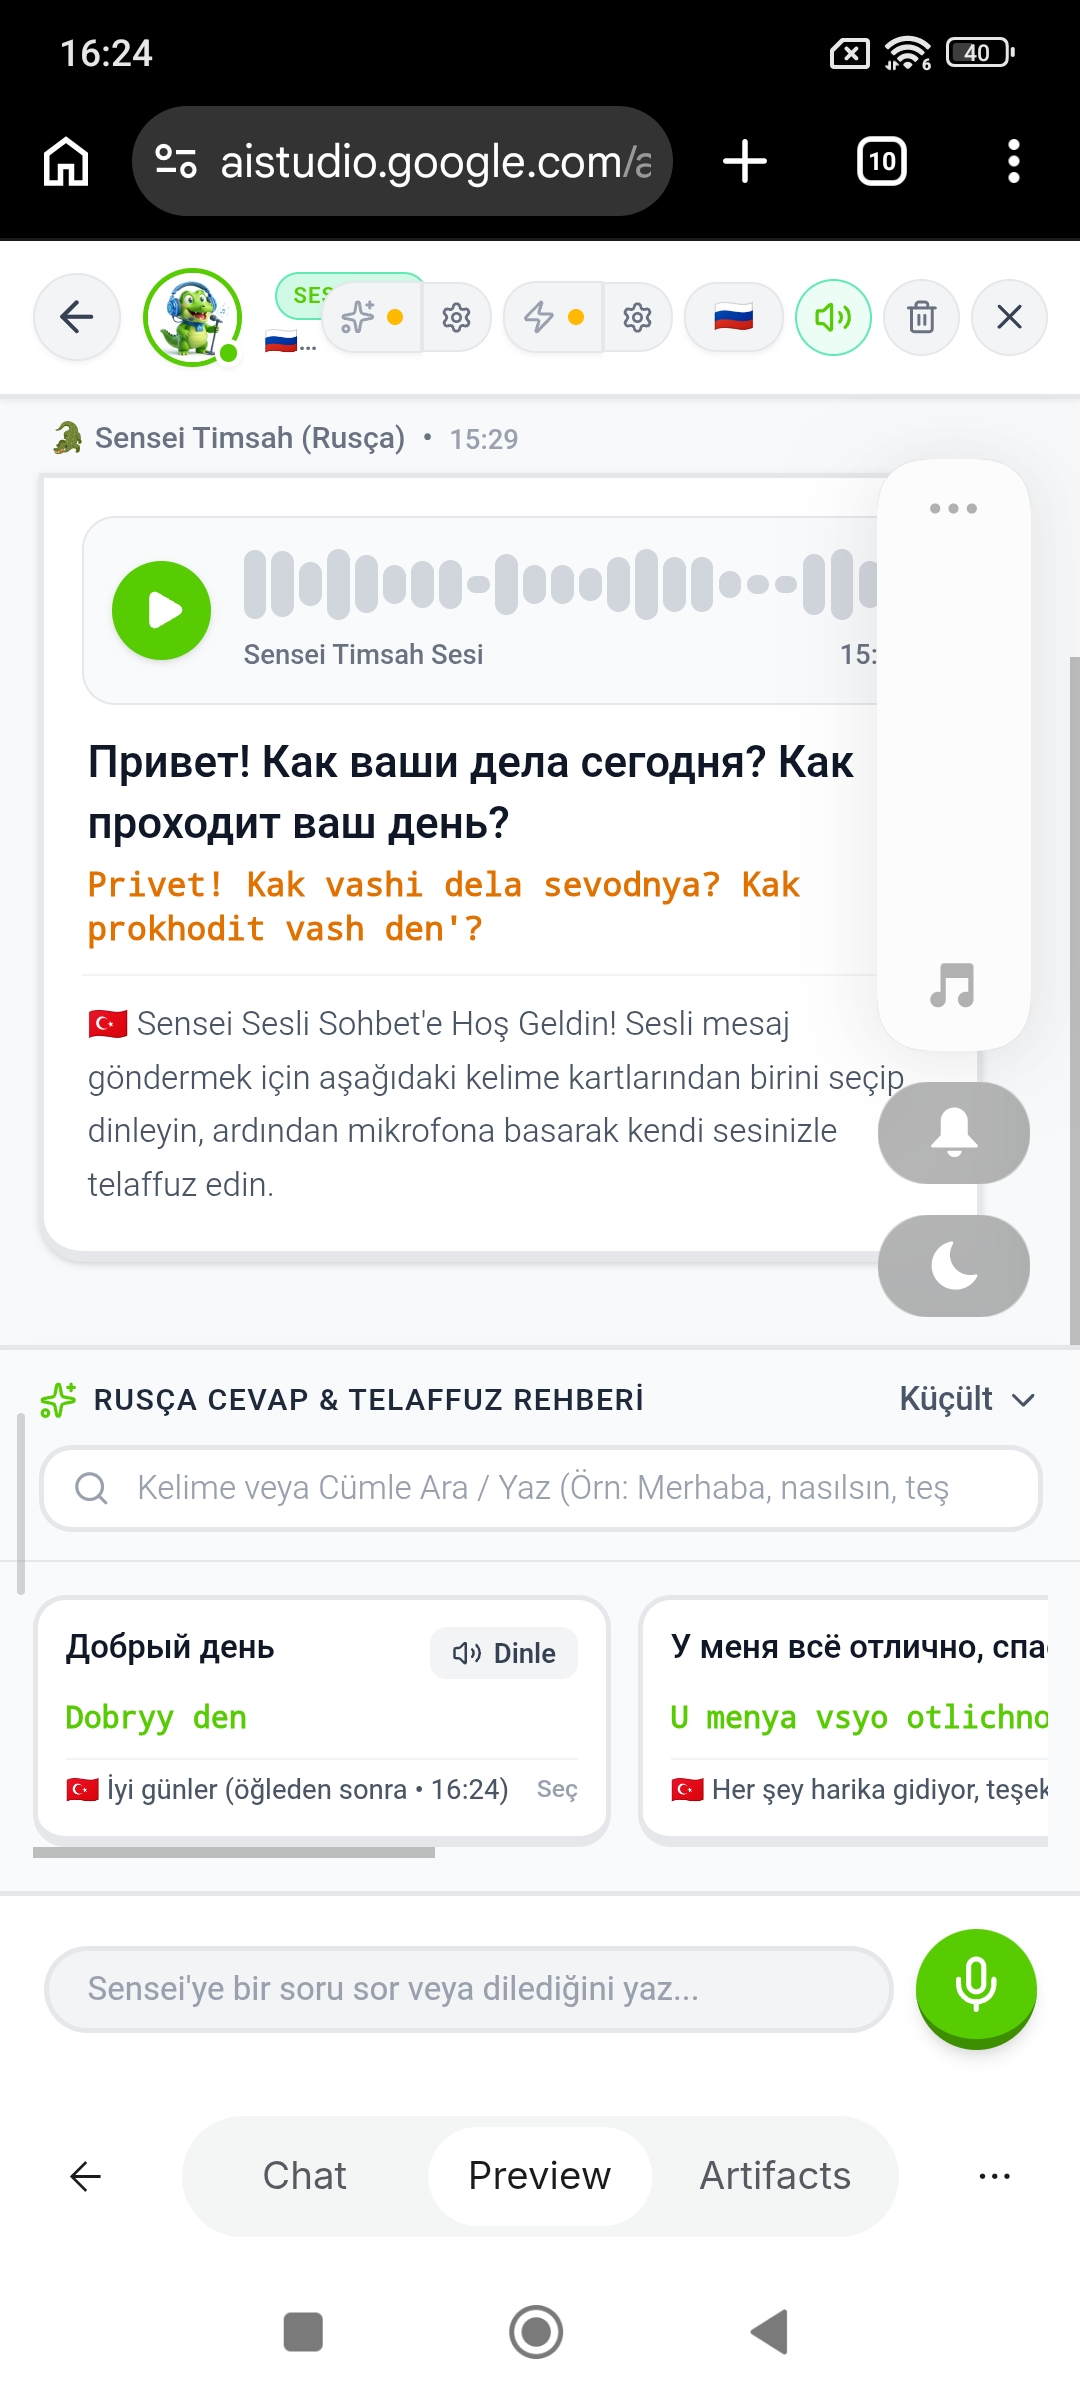 16:24
6
40
aistudio.google.com/a
10
SES
...
Sensei Timsah (Rusça) • 15:29
Sensei Timsah Sesi
15:
Привет! Как ваши дела сегодня? Как
проходит ваш день?
Privet! Kak vashi dela sevodnya? Kak
prokhodit vash den'?
Sensei Sesli Sohbet'e Hoş Geldin! Sesli mesaj
göndermek için aşağıdaki kelime kartlarından birini seçip
dinleyin, ardından mikrofona basarak kendi sesinizle
telaffuz edin.
RUSÇA CEVAP & TELAFFUZ REHBERİ
Küçült
Kelime veya Cümle Ara / Yaz (Örn: Merhaba, nasılsın, teş
Добрый день
Dinle
Dobryy den
İyi günler (öğleden sonra • 16:24)
Seç
У меня всё отлично, спа
U menya vsyo otlichno
Her şey harika gidiyor, teşek
Sensei'ye bir soru sor veya dilediğini yaz...
Chat
Preview
Artifacts